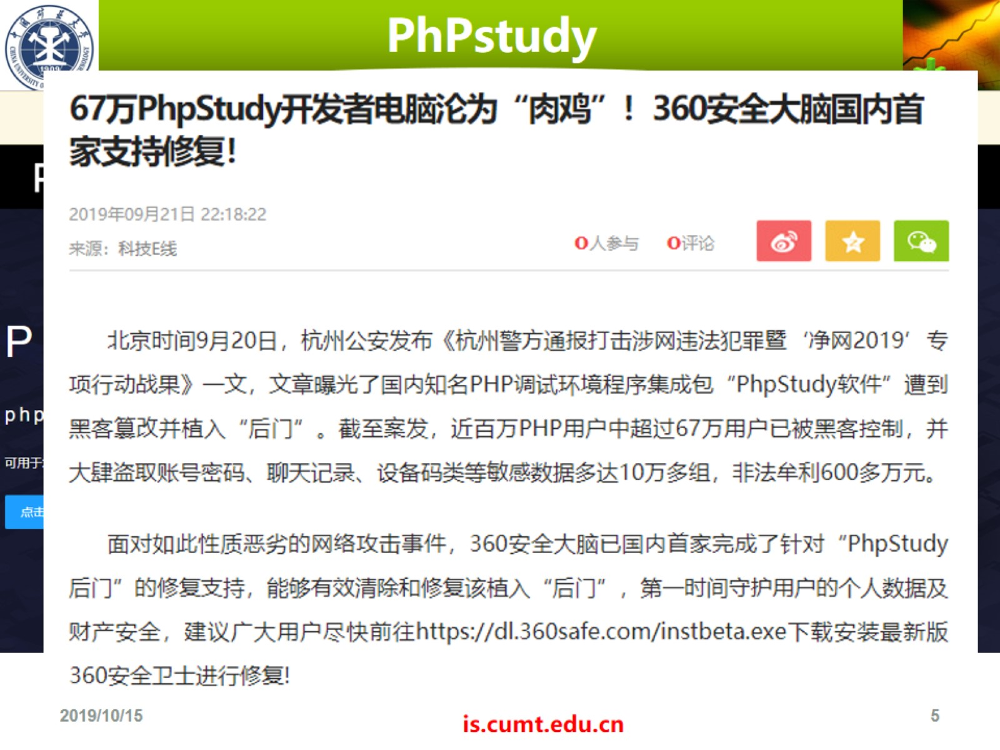 PhPstudy
中国矿业大学
CHINA UNIVERSITY OF
1909
67万PhpStudy开发者电脑沦为“肉鸡”！360安全大脑国内首
家支持修复!
2019年09月21日 22:18:22
来源：科技E线
0人参与 0评论
北京时间9月20日，杭州公安发布《杭州警方通报打击涉网违法犯罪暨‘净网2019’专
项行动战果》一文，文章曝光了国内知名PHP调试环境程序集成包“PhpStudy软件”遭到
黑客篡改并植入“后门”。截至案发，近百万PHP用户中超过67万用户已被黑客控制，并
大肆盗取账号密码、聊天记录、设备码类等敏感数据多达10万多组，非法牟利600多万元。
面对如此性质恶劣的网络攻击事件，360安全大脑已国内首家完成了针对“PhpStudy
后门”的修复支持，能够有效清除和修复该植入“后门”，第一时间守护用户的个人数据及
财产安全，建议广大用户尽快前往https://dl.360safe.com/instbeta.exe下载安装最新版
360安全卫士进行修复!
P
P
php
可用于
点击
2019/10/15
is.cumt.edu.cn
5